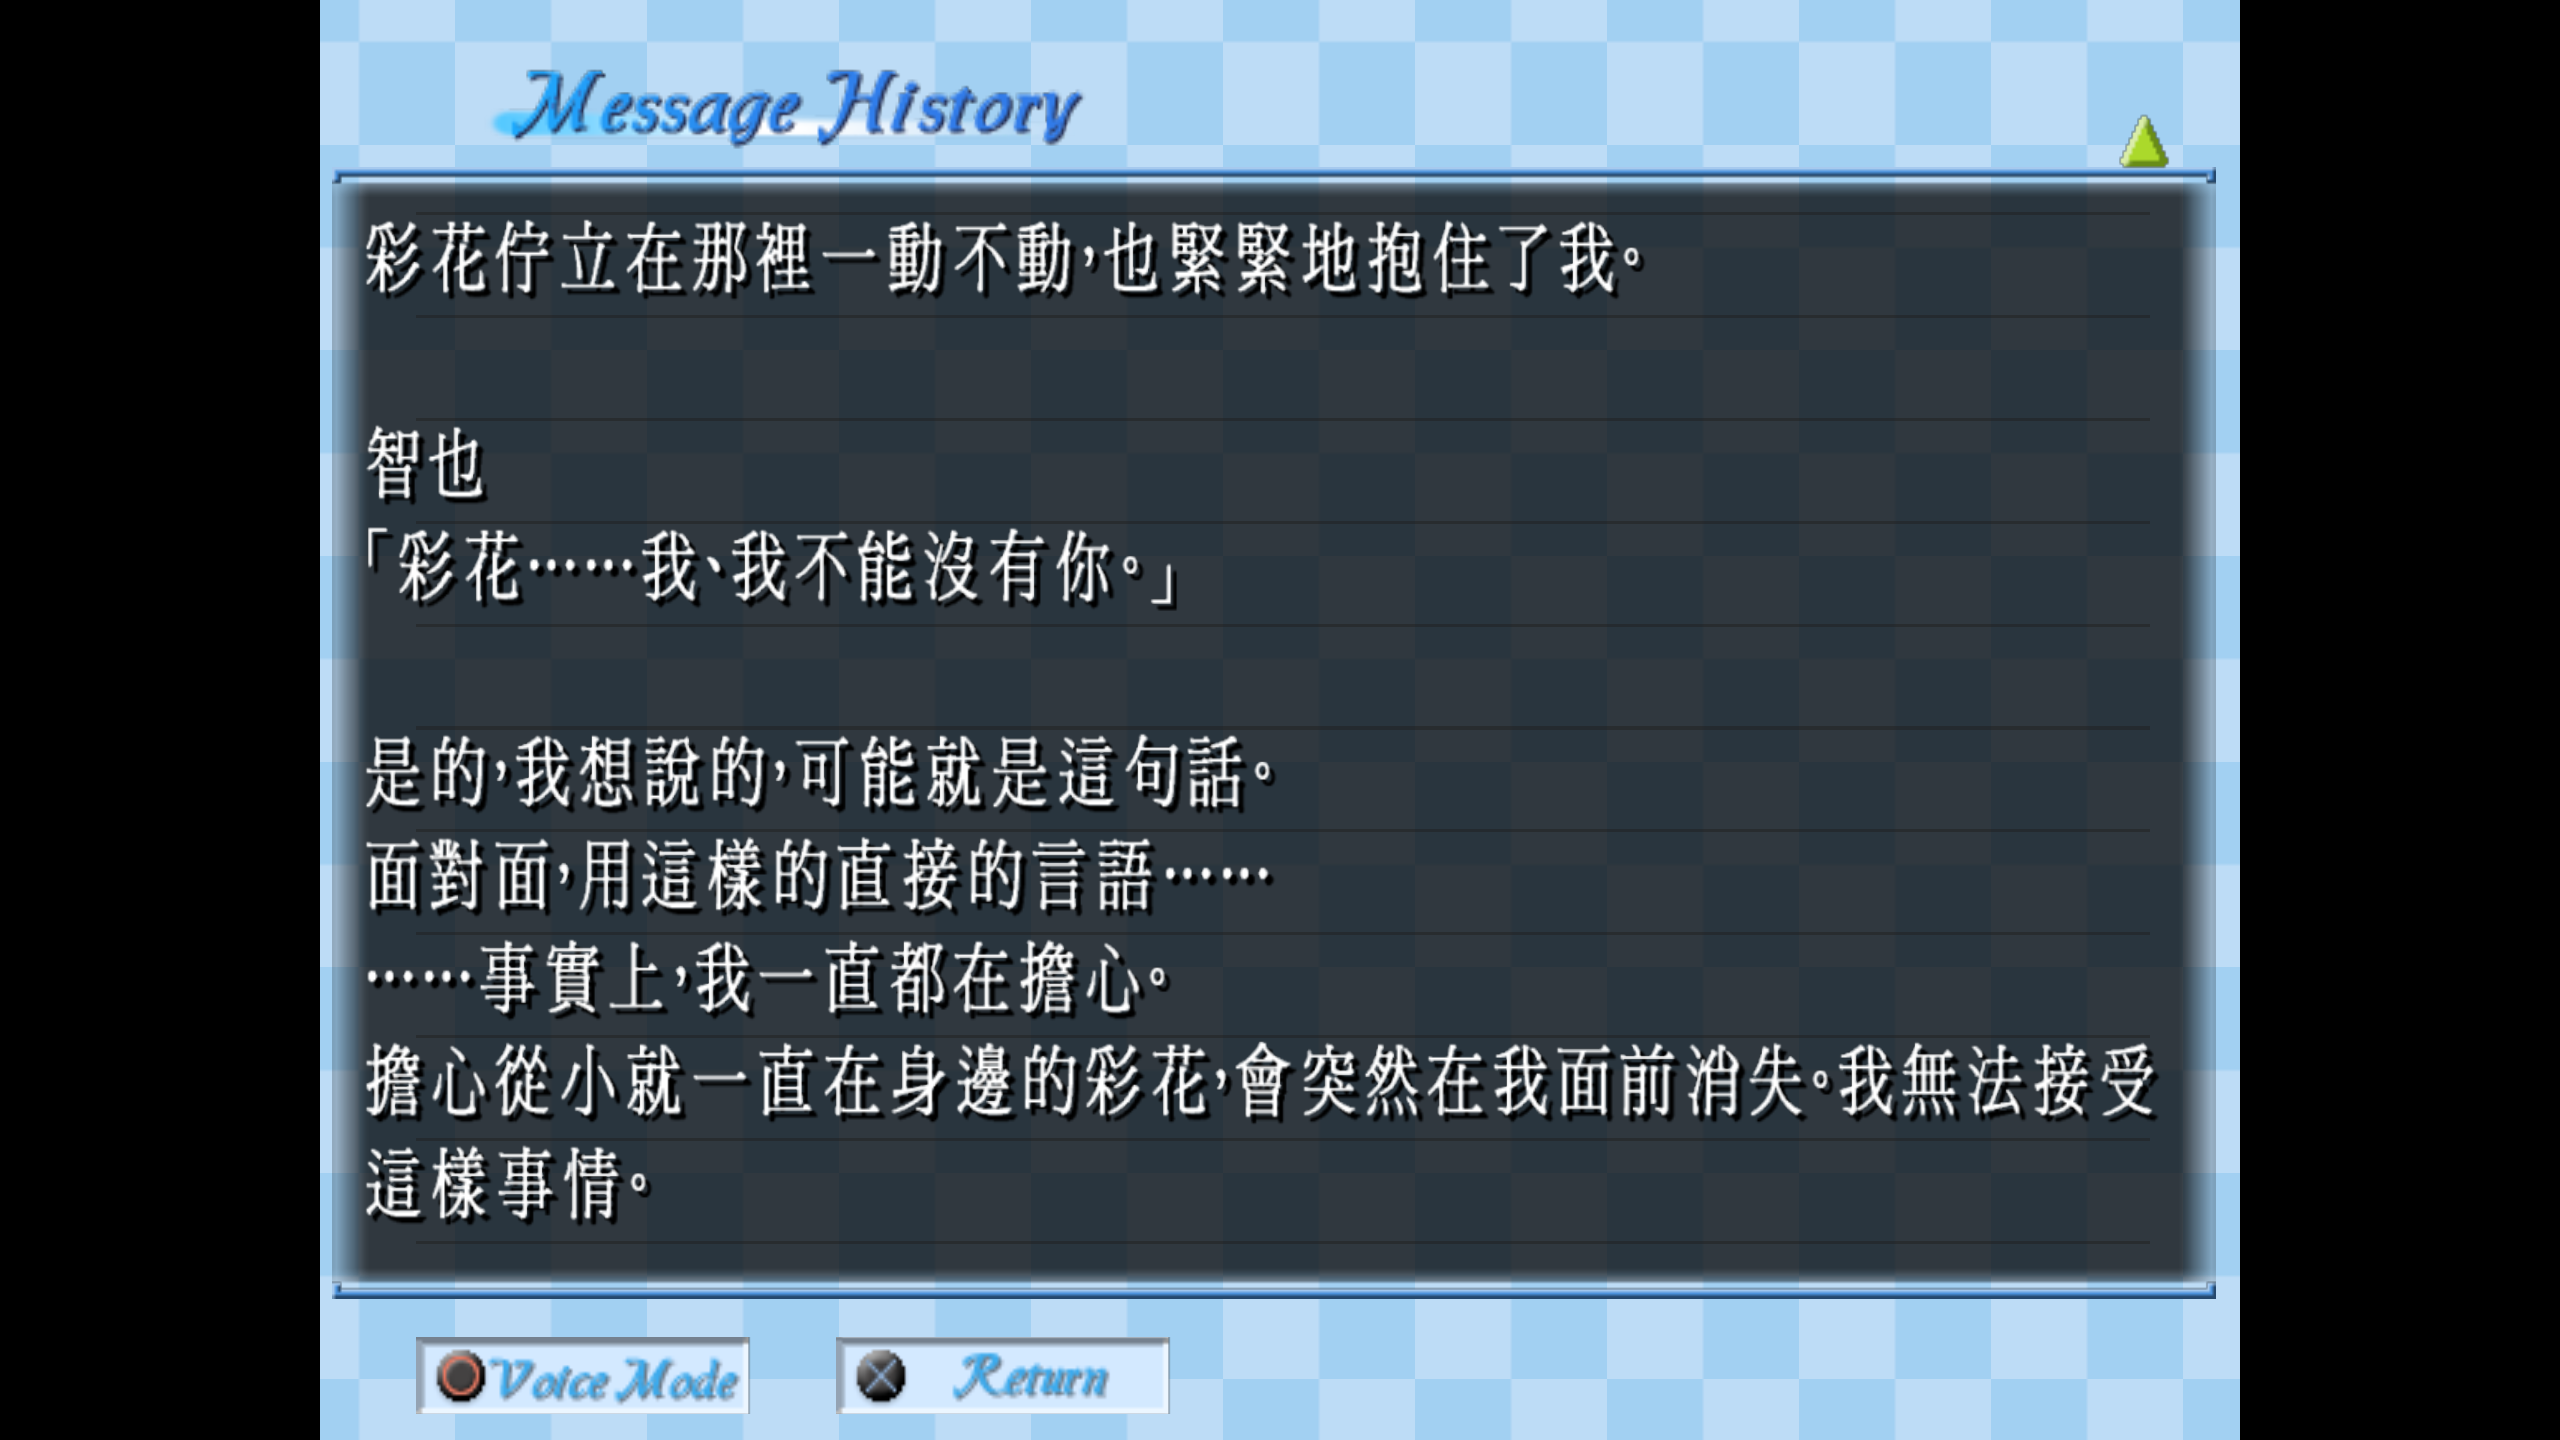 Message History
彩花佇立在那裡一動不動,也緊緊地抱住了我。
智也
「彩花……我、我不能沒有你。」
是的,我想說的,可能就是這句話。
面對面,用這樣的直接的言語……
……事實上,我一直都在擔心。
擔心從小就一直在身邊的彩花,會突然在我面前消失。我無法接受
這樣事情。
Voice Mode
Return